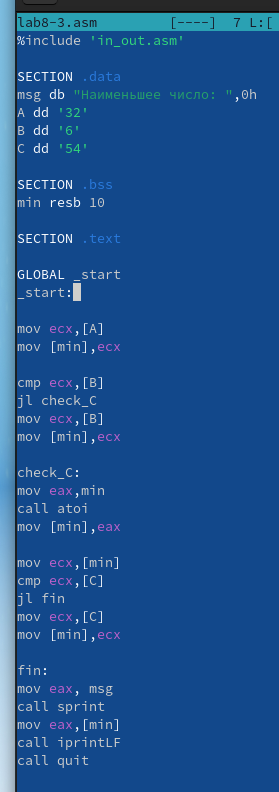 lab8-3.asm [----] 7 L:[
%include 'in_out.asm'
SECTION .data
msg db "Наименьшее число: ",0h
A dd '32'
B dd '6'
C dd '54'
SECTION .bss
min resb 10
SECTION .text
GLOBAL _start
_start:
mov ecx,[A]
mov [min],ecx
cmp ecx,[B]
jl check_C
mov ecx,[B]
mov [min],ecx
check_C:
mov eax,min
call atoi
mov [min],eax
mov ecx,[min]
cmp ecx,[C]
jl fin
mov ecx,[C]
mov [min],ecx
fin:
mov eax, msg
call sprint
mov eax,[min]
call iprintLF
call quit